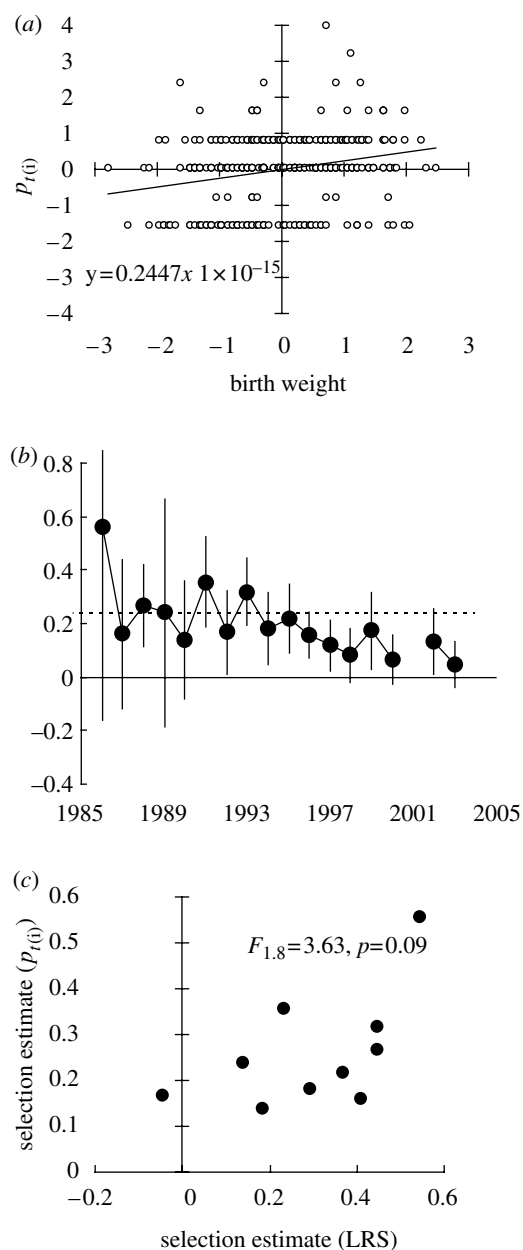 (a)
4
3
2
1
0
−1
−2
−3
−4
p t(i)
y=0.2447x 1×10−15
−3 −2 −1 0 1 2 3
birth weight
(b)
0.8
0.6
0.4
0.2
0
−0.2
−0.4
1985 1989 1993 1997 2001 2005
(c)
0.6
0.5
0.4
0.3
0.2
0.1
0
selection estimate (p t(i))
F1.8=3.63, p=0.09
−0.2 0 0.2 0.4 0.6
selection estimate (LRS)